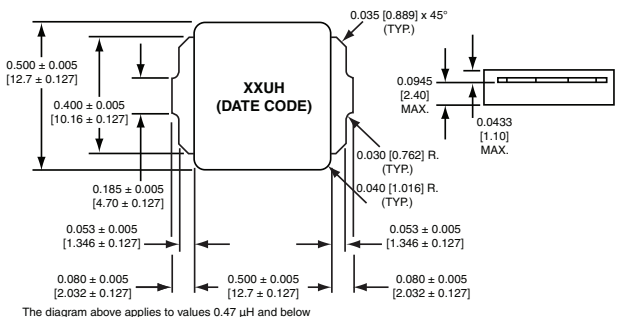 0.035 [0.889] x 45°
(TYP.)
0.500 ± 0.005
[12.7 ± 0.127]
0.400 ± 0.005
[10.16 ± 0.127]
XXUH
(DATE CODE)
0.0945
[2.40]
MAX.
0.0433
[1.10]
MAX.
0.030 [0.762] R.
(TYP.)
0.185 ± 0.005
[4.70 ± 0.127]
0.040 [1.016] R.
(TYP.)
0.053 ± 0.005
[1.346 ± 0.127]
0.053 ± 0.005
[1.346 ± 0.127]
0.080 ± 0.005
[2.032 ± 0.127]
0.500 ± 0.005
[12.7 ± 0.127]
0.080 ± 0.005
[2.032 ± 0.127]
The diagram above applies to values 0.47 µH and below